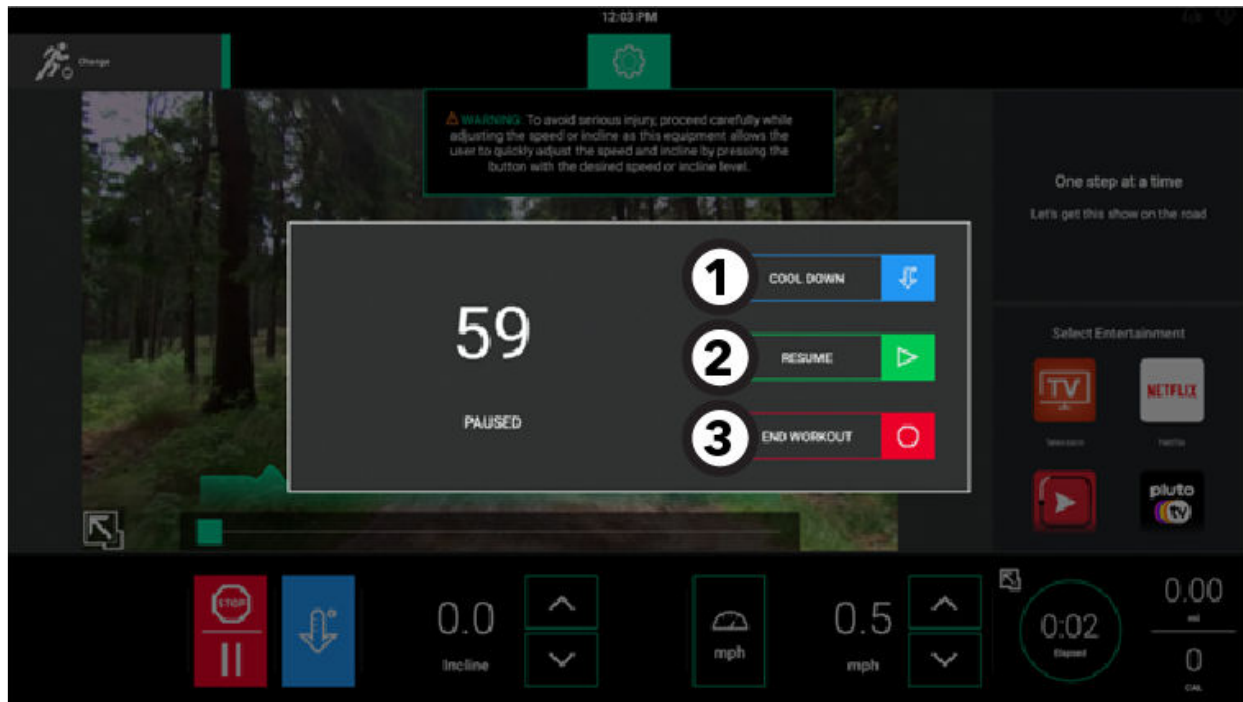 12:03 PM
Change
WARNING: To avoid serious injury, proceed carefully while
adjusting the speed or incline as this equipment allows the
user to quickly adjust the speed and incline by pressing the
button with the desired speed or incline level.
One step at a time
Let's get this show on the road
59
PAUSED
1
COOL DOWN
2
RESUME
3
END WORKOUT
Select Entertainment
TV
NETFLIX
Television
Netflix
pluto
TV
STOP
0.0
Incline
mph
0.5
mph
0:02
Elapsed
0.00
mi
0
CAL